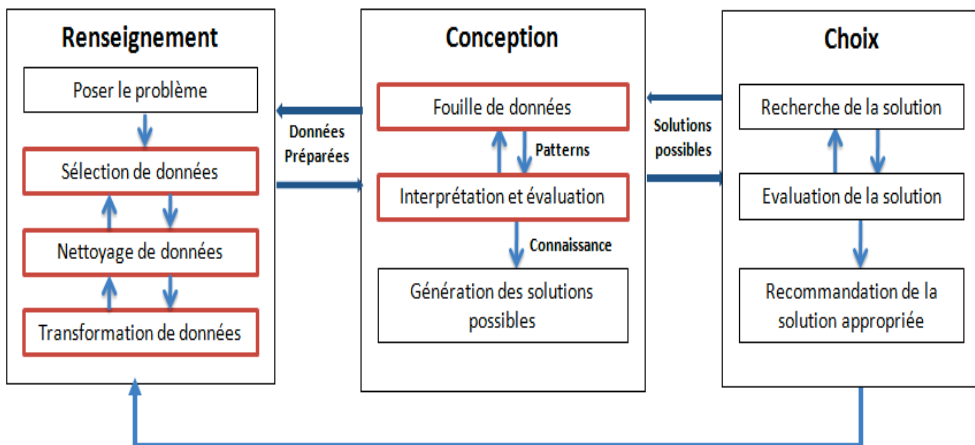 Renseignement
Poser le problème
Sélection de données
Nettoyage de données
Transformation de données
Données
Préparées
Conception
Fouille de données
Patterns
Interprétation et évaluation
Connaissance
Génération des solutions
possibles
Solutions
possibles
Choix
Recherche de la solution
Evaluation de la solution
Recommandation de la
solution appropriée